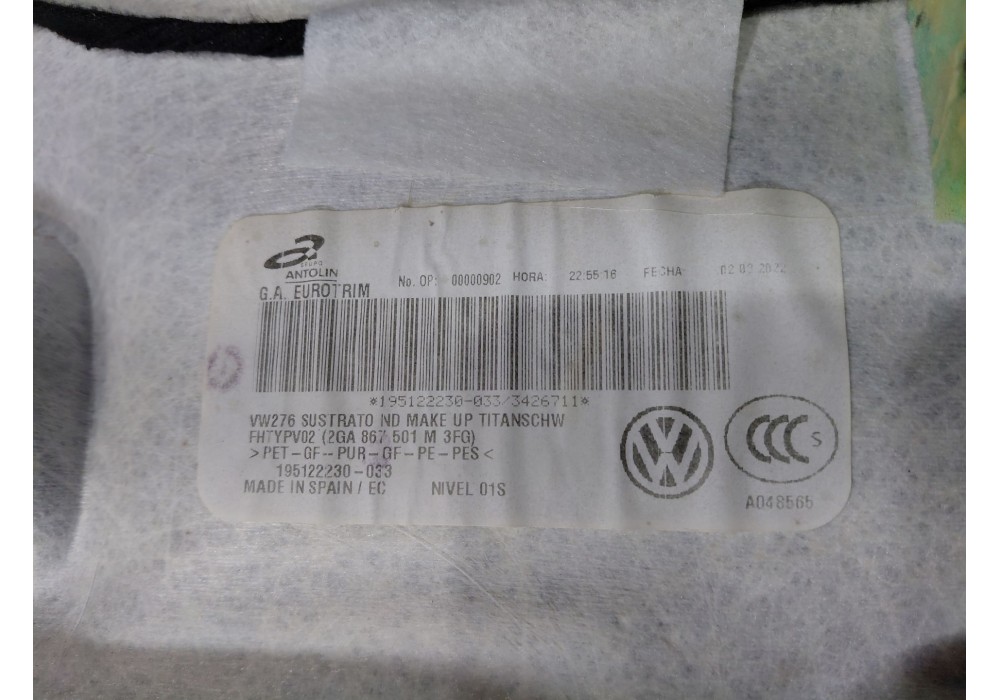 GRUPO
ANTOLIN
G.A. EUROTRIM
No. OP: 00000902 HORA: 22:55:16 FECHA:
*195122230-033/3426711*
VW276 SUSTRATO ND MAKE UP TITANSCHW
FHTYPV02 (2GA 867 501 M 3FG)
>PET-GF--PUR-GF-PE-PES<
195122230-033
MADE IN SPAIN / EC NIVEL 01S
VW
CCC S
A048565